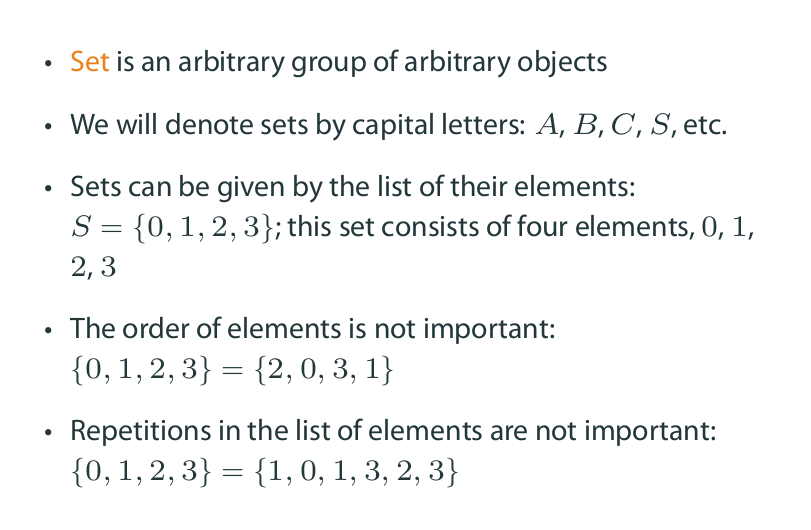 • Set is an arbitrary group of arbitrary objects
• We will denote sets by capital letters: A, B, C, S, etc.
• Sets can be given by the list of their elements:
S = {0, 1, 2, 3}; this set consists of four elements, 0, 1,
2, 3
• The order of elements is not important:
{0, 1, 2, 3} = {2, 0, 3, 1}
• Repetitions in the list of elements are not important:
{0, 1, 2, 3} = {1, 0, 1, 3, 2, 3}